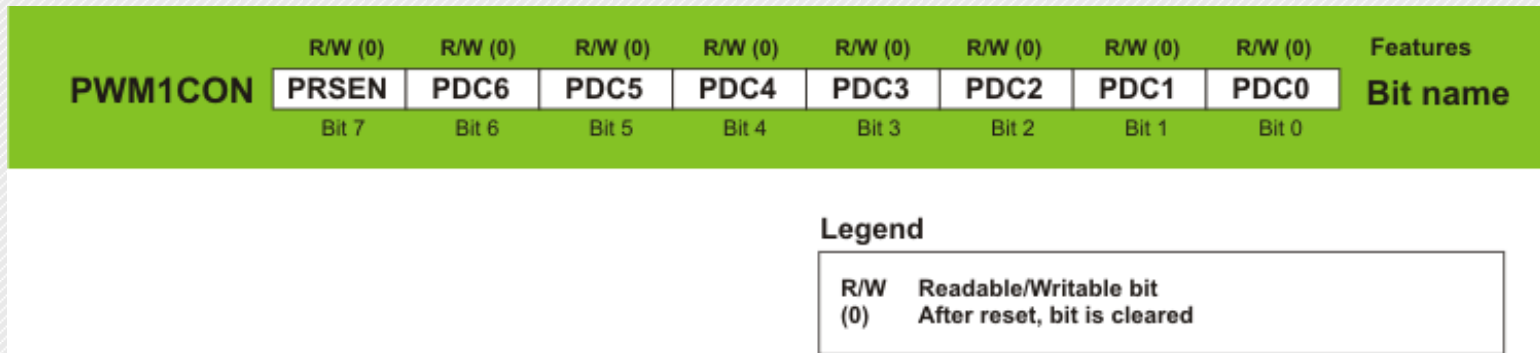 R/W (0) R/W (0) R/W (0) R/W (0) R/W (0) R/W (0) R/W (0) R/W (0) Features
PWM1CON PRSEN PDC6 PDC5 PDC4 PDC3 PDC2 PDC1 PDC0 Bit name
Bit 7 Bit 6 Bit 5 Bit 4 Bit 3 Bit 2 Bit 1 Bit 0
Legend
R/W Readable/Writable bit
(0) After reset, bit is cleared